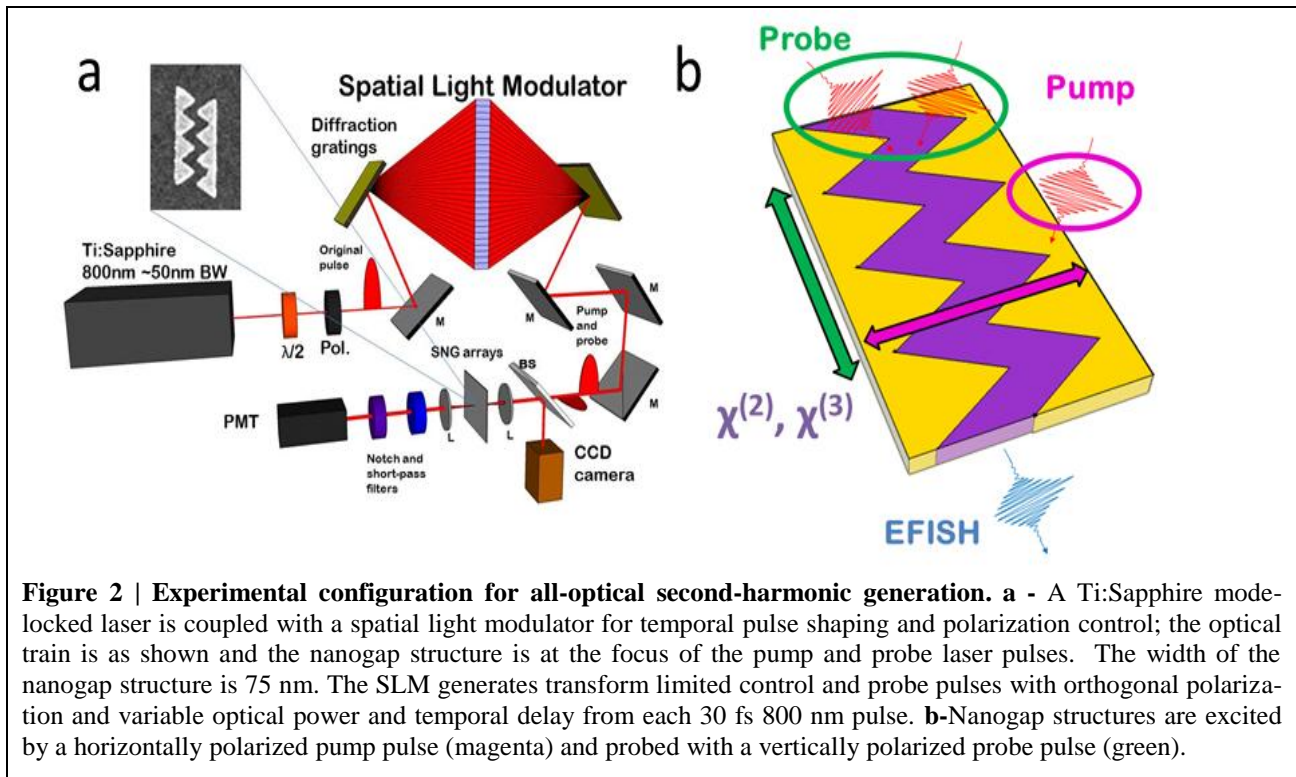 a
Spatial Light Modulator
Diffraction
gratings
Ti:Sapphire
800nm ~50nm BW
Original
pulse
λ/2
Pol.
M
M
M
Pump
and
probe
SNG arrays
BS
M
PMT
L
L
Notch and
short-pass
filters
CCD
camera
b
Probe
Pump
χ(2), χ(3)
EFISH
Figure 2 | Experimental configuration for all-optical second-harmonic generation. a - A Ti:Sapphire mode-
locked laser is coupled with a spatial light modulator for temporal pulse shaping and polarization control; the optical
train is as shown and the nanogap structure is at the focus of the pump and probe laser pulses. The width of the
nanogap structure is 75 nm. The SLM generates transform limited control and probe pulses with orthogonal polariza-
tion and variable optical power and temporal delay from each 30 fs 800 nm pulse. b-Nanogap structures are excited
by a horizontally polarized pump pulse (magenta) and probed with a vertically polarized probe pulse (green).